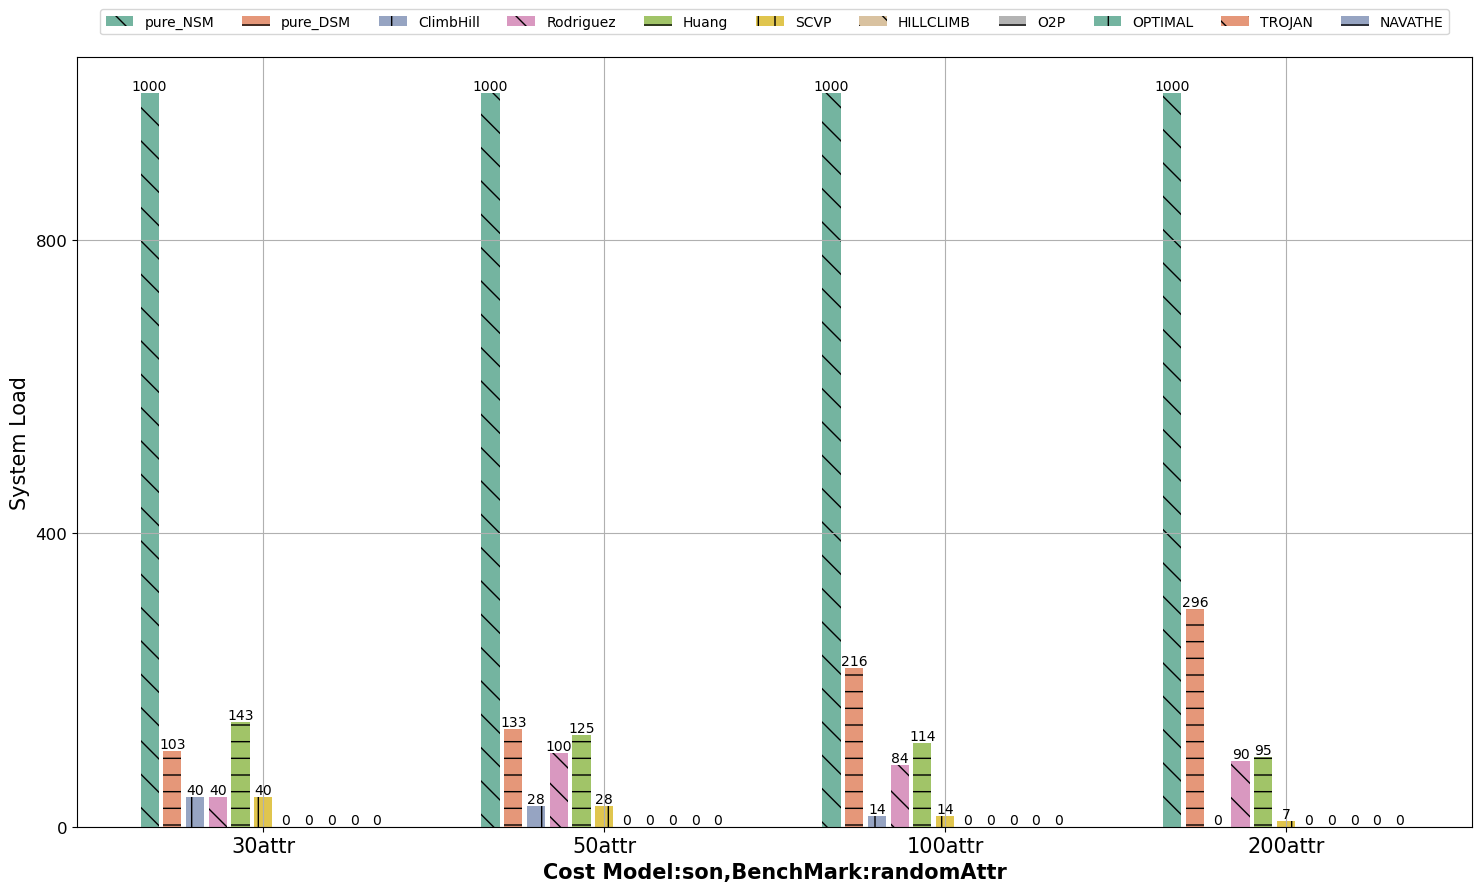 pure_NSM pure_DSM ClimbHill Rodriguez Huang SCVP HILLCLIMB O2P OPTIMAL TROJAN NAVATHE
1000 1000 1000 1000
800
System Load
400
296
216
143 133 125
103 100 114
84 90 95
40 40 40 28 28 14 14 7
0 0 0 0 0 0 0 0 0 0 0 0 0 0 0 0 0 0 0 0 0
0
30attr 50attr 100attr 200attr
Cost Model:son,BenchMark:randomAttr